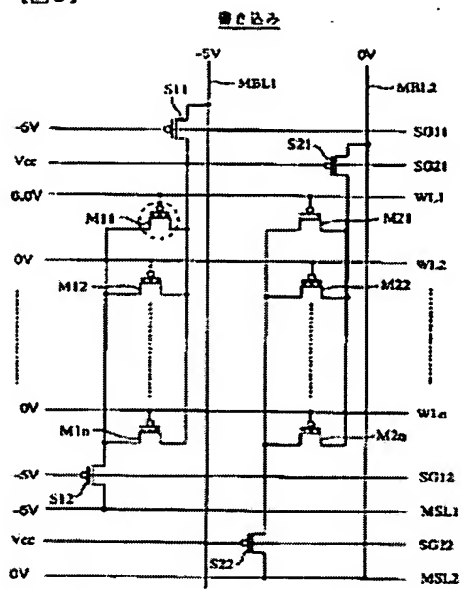 書き込み
-5V
0V
MBL1
MBL2
S11
-6V
SG11
S21
Vcc
SG21
6.0V
WL1
M11
M21
0V
WL2
M12
M22
0V
WLn
M1n
M2n
-5V
SG12
S12
-6V
MSL1
Vcc
SG22
S22
0V
MSL2